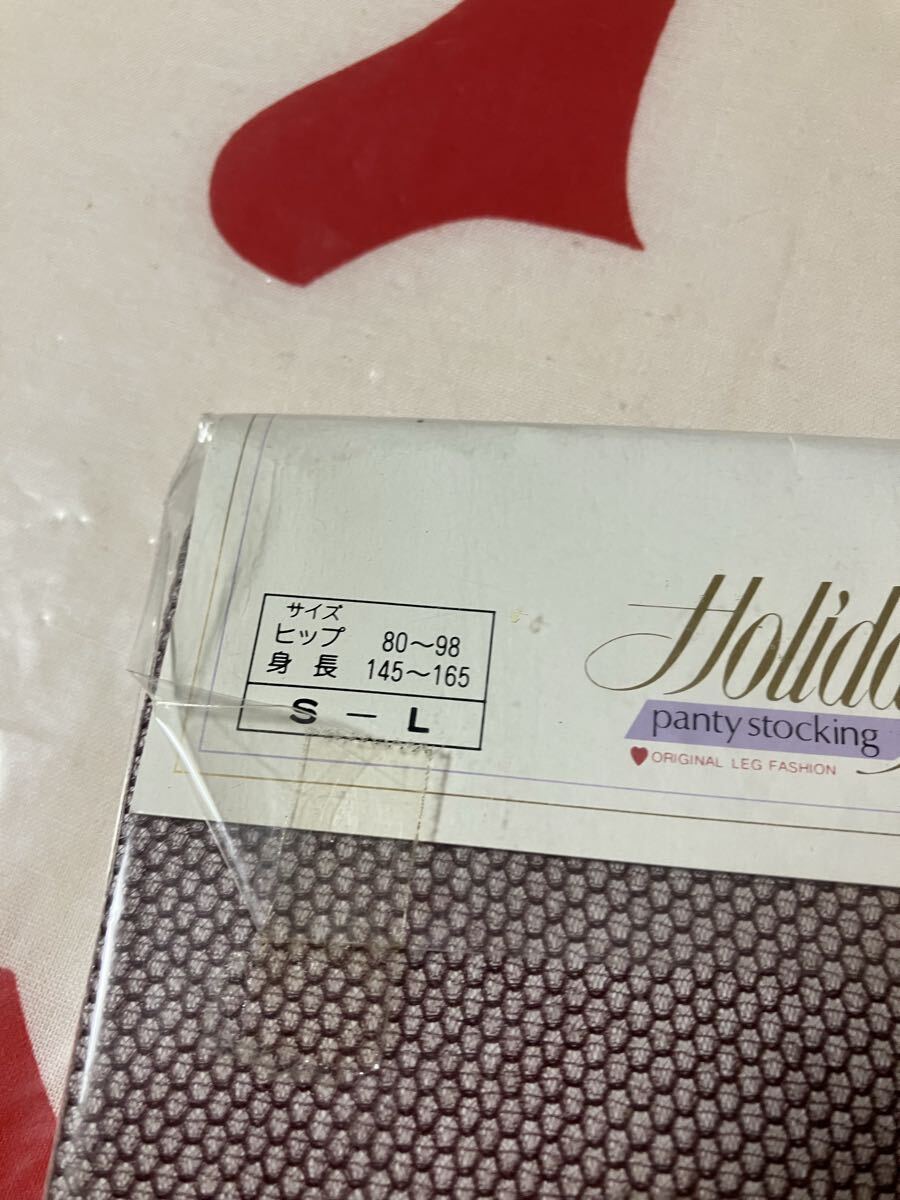 サイズ
ヒップ 80〜98
身長 145〜165
S — L
panty stocking
ORIGINAL LEG FASHION